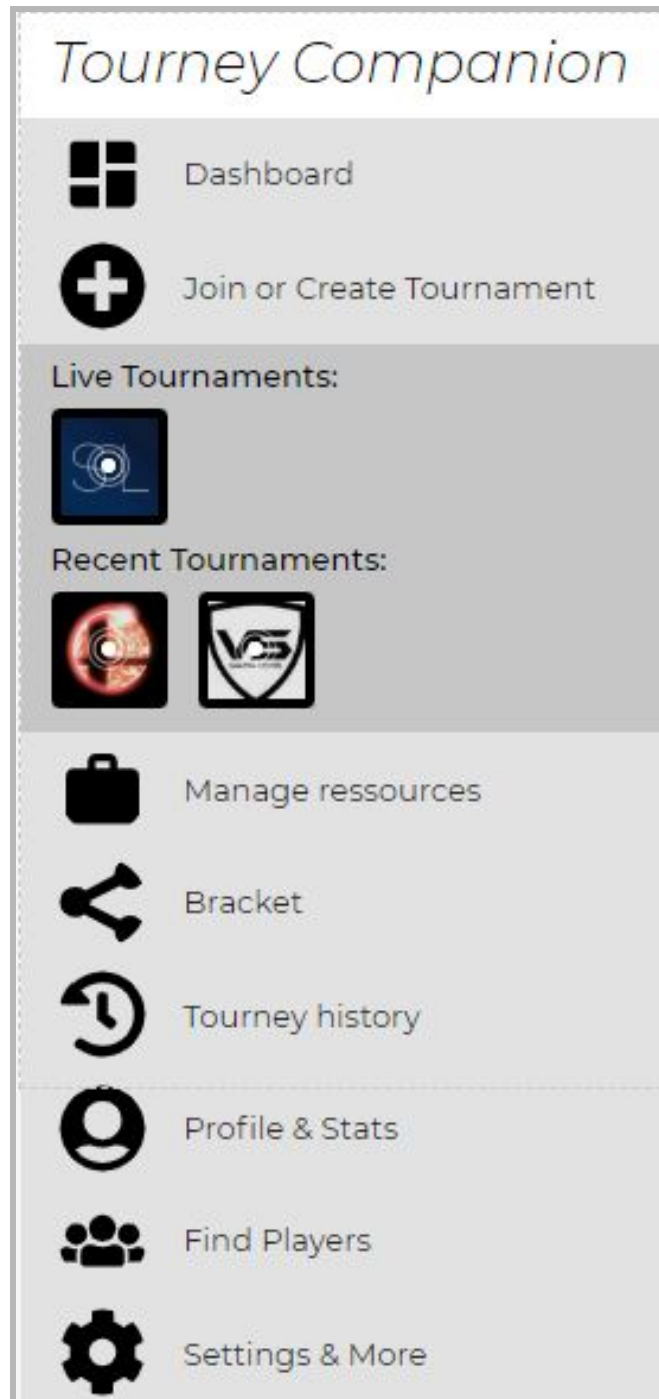 Tourney Companion
Dashboard
Join or Create Tournament
Live Tournaments:
Recent Tournaments:
VGS
Manage ressources
Bracket
Tourney history
Profile & Stats
Find Players
Settings & More